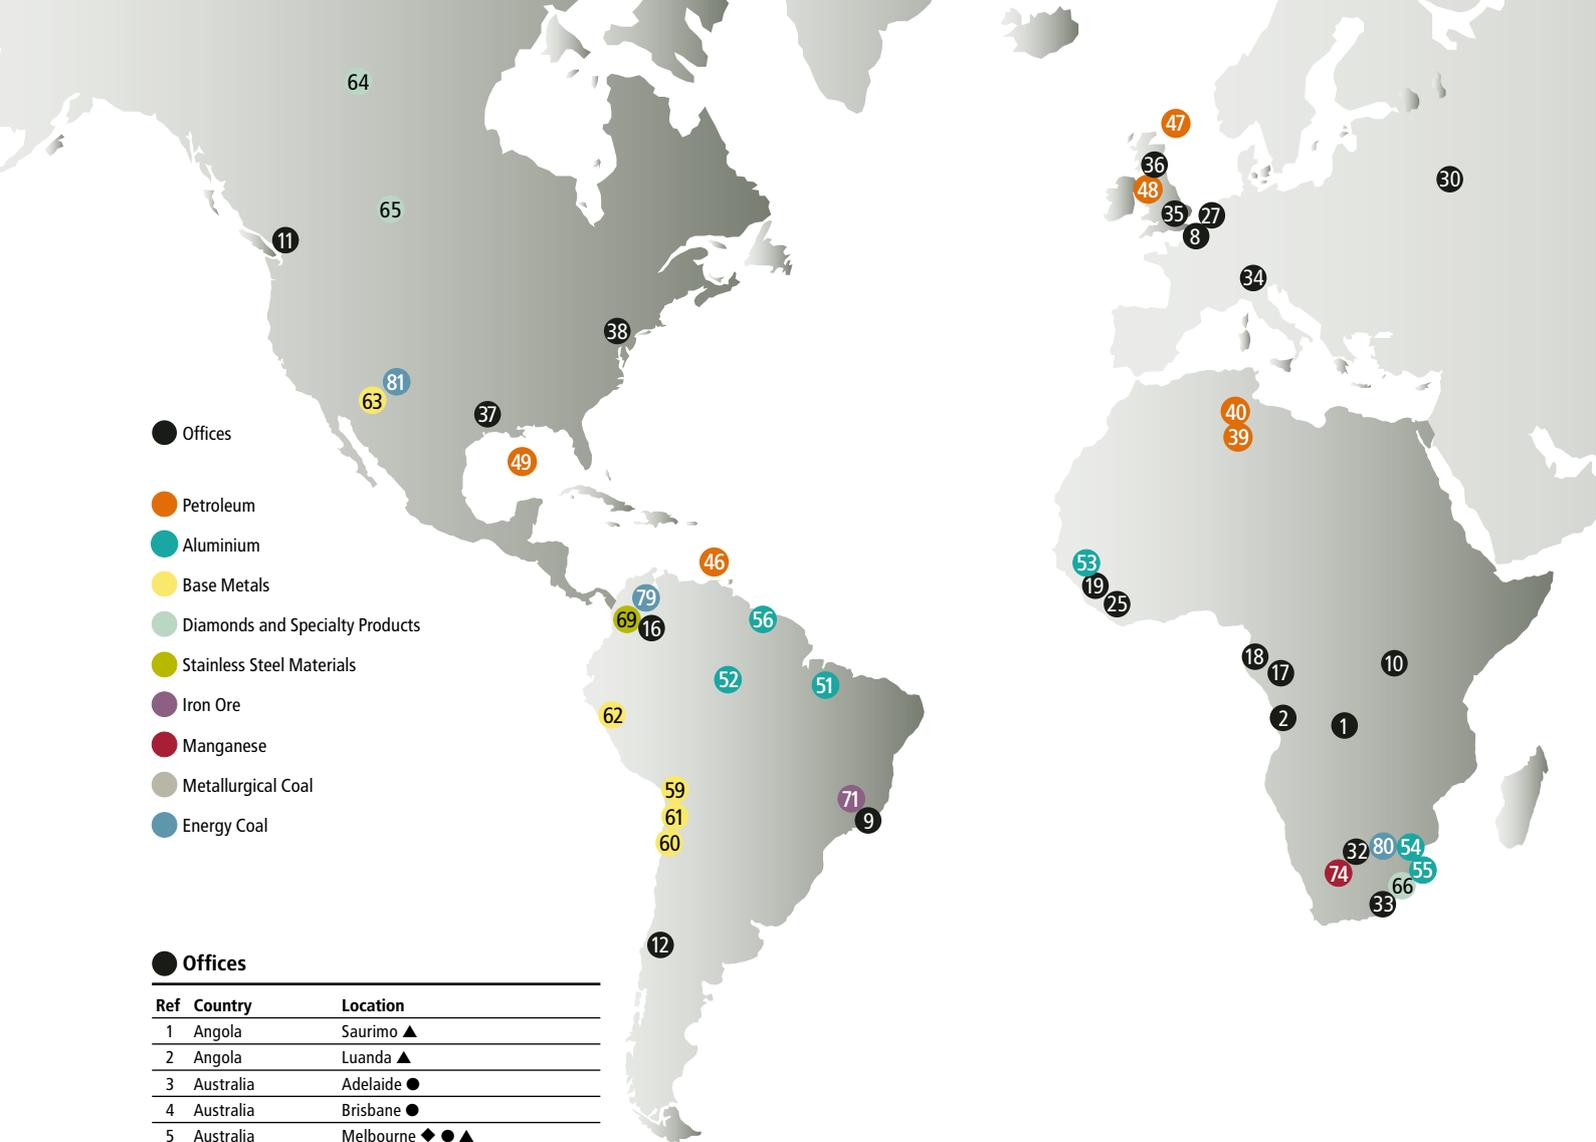 64
47
36
30
48
65
35 27
11
8
34
38
81
63
40
37
39
49
46
53
19
79
25
69
56
16
18
10
17
52
51
62
2
1
59
71
61
9
60
32 80 54
55
74
66
33
12
Offices
Petroleum
Aluminium
Base Metals
Diamonds and Specialty Products
Stainless Steel Materials
Iron Ore
Manganese
Metallurgical Coal
Energy Coal
Offices
Ref Country Location
1 Angola Saurimo ▲
2 Angola Luanda ▲
3 Australia Adelaide ●
4 Australia Brisbane ●
5 Australia Melbourne ◆ ● ▲